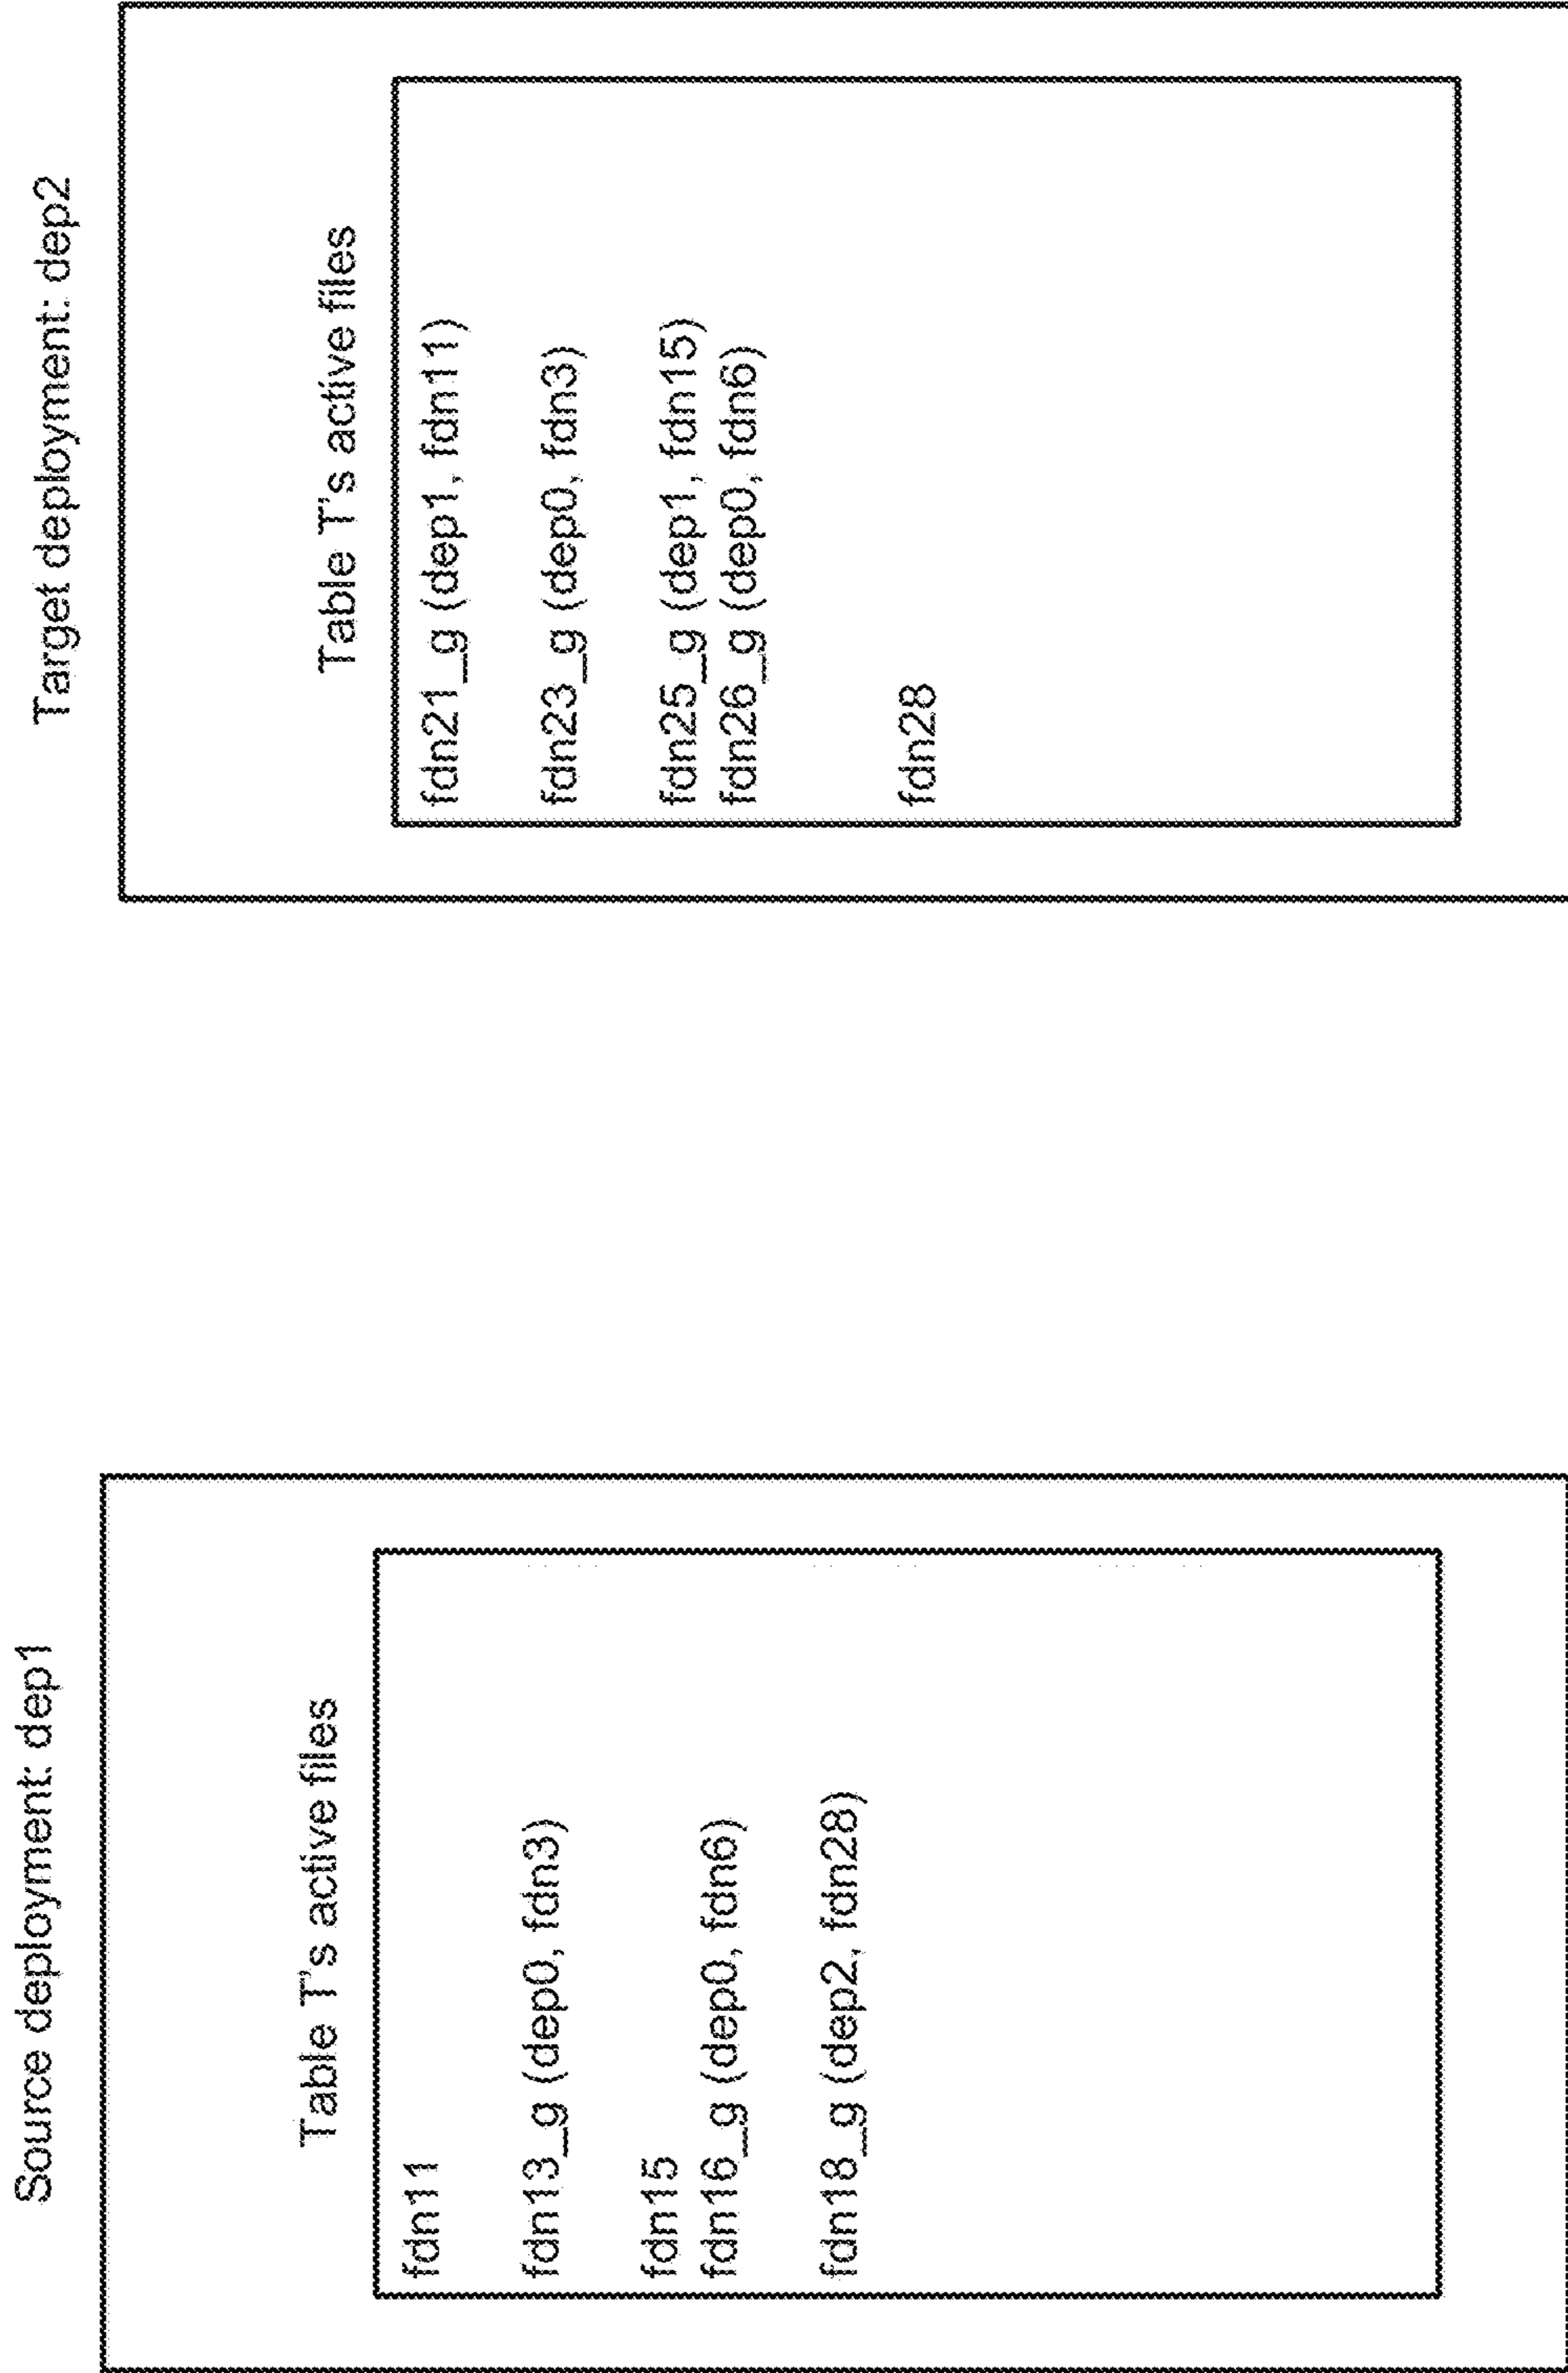 Source deployment: dep1
Table T's active files
fdn11
fdn13_g (dep0, fdn3)
fdn15
fdn16_g (dep0, fdn6)
fdn18_g (dep2, fdn28)
Target deployment: dep2
Table T's active files
fdn21_g (dep1, fdn11)
fdn23_g (dep0, fdn3)
fdn25_g (dep1, fdn15)
fdn26_g (dep0, fdn6)
fdn28